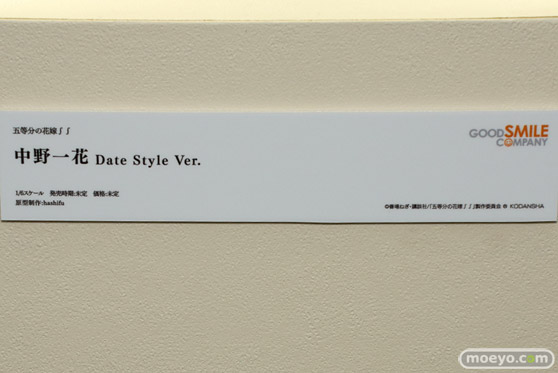 五等分の花嫁∬
GOODSMILE
COMPANY
中野一花 Date Style Ver.
1/6スケール 発売時期:未定 価格:未定
原型制作:hashifu
©春場ねぎ・講談社/「五等分の花嫁∬」製作委員会 ® KODANSHA
moeyo.com